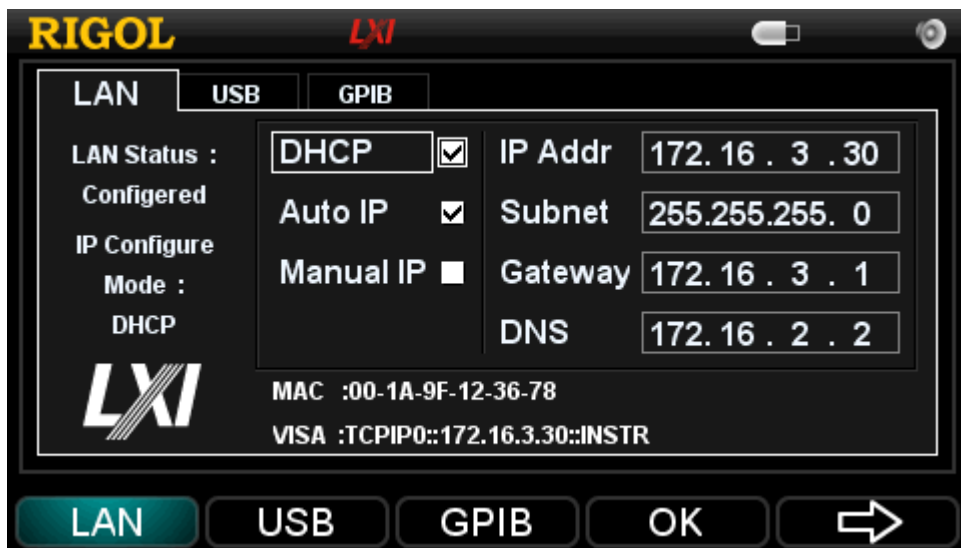 RIGOL LXI
LAN USB GPIB
LAN Status :
Configered
IP Configure
Mode :
DHCP
LXI
DHCP
Auto IP
Manual IP
IP Addr 172. 16 . 3 .30
Subnet 255.255.255. 0
Gateway 172. 16 . 3 . 1
DNS 172. 16 . 2 . 2
MAC :00-1A-9F-12-36-78
VISA :TCPIP0::172.16.3.30::INSTR
LAN USB GPIB OK